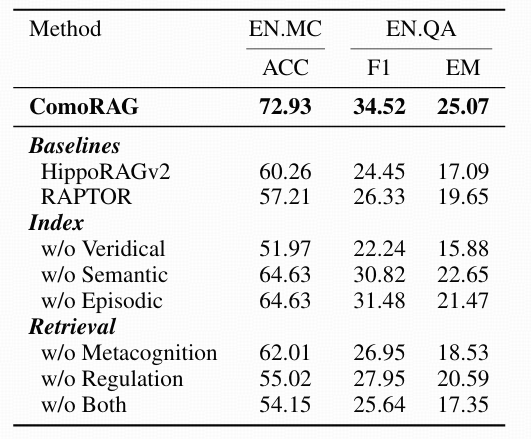 Method EN.MC EN.QA
ACC F1 EM
ComoRAG 72.93 34.52 25.07
Baselines
HippoRAGv2 60.26 24.45 17.09
RAPTOR 57.21 26.33 19.65
Index
w/o Veridical 51.97 22.24 15.88
w/o Semantic 64.63 30.82 22.65
w/o Episodic 64.63 31.48 21.47
Retrieval
w/o Metacognition 62.01 26.95 18.53
w/o Regulation 55.02 27.95 20.59
w/o Both 54.15 25.64 17.35